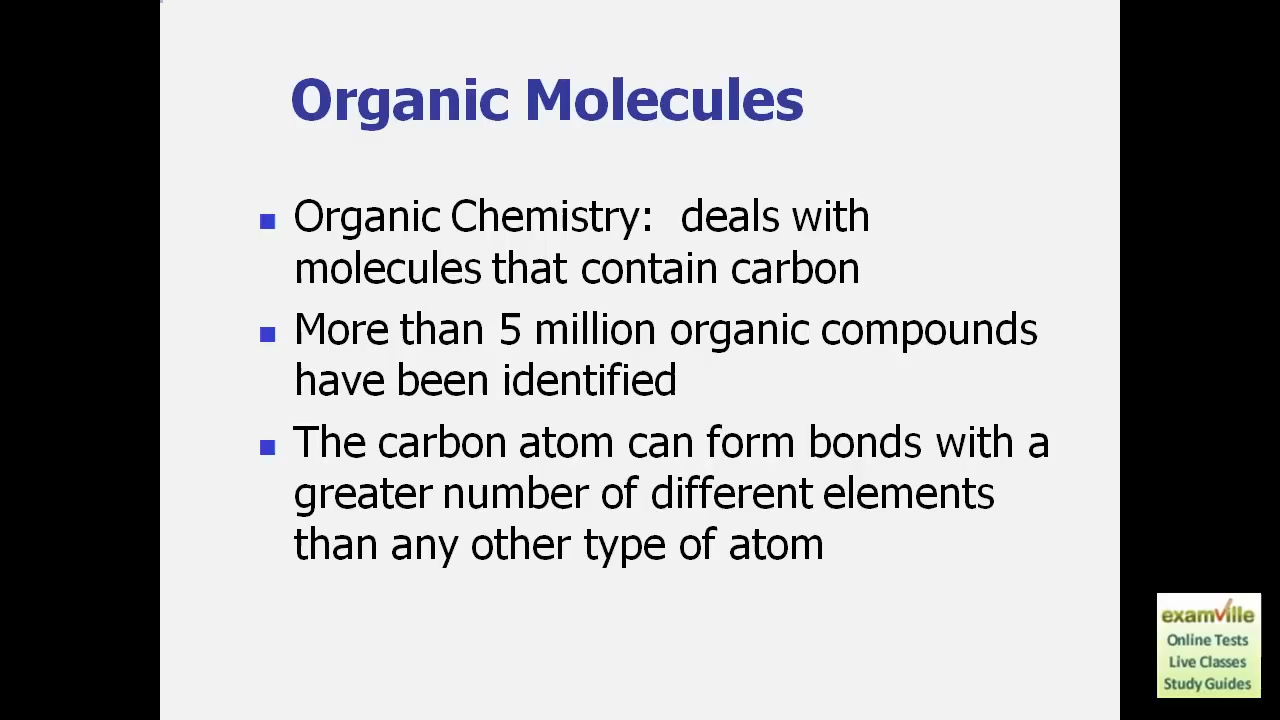 Organic Molecules
Organic Chemistry: deals with
molecules that contain carbon
More than 5 million organic compounds
have been identified
The carbon atom can form bonds with a
greater number of different elements
than any other type of atom
examville
Online Tests
Live Classes
Study Guides